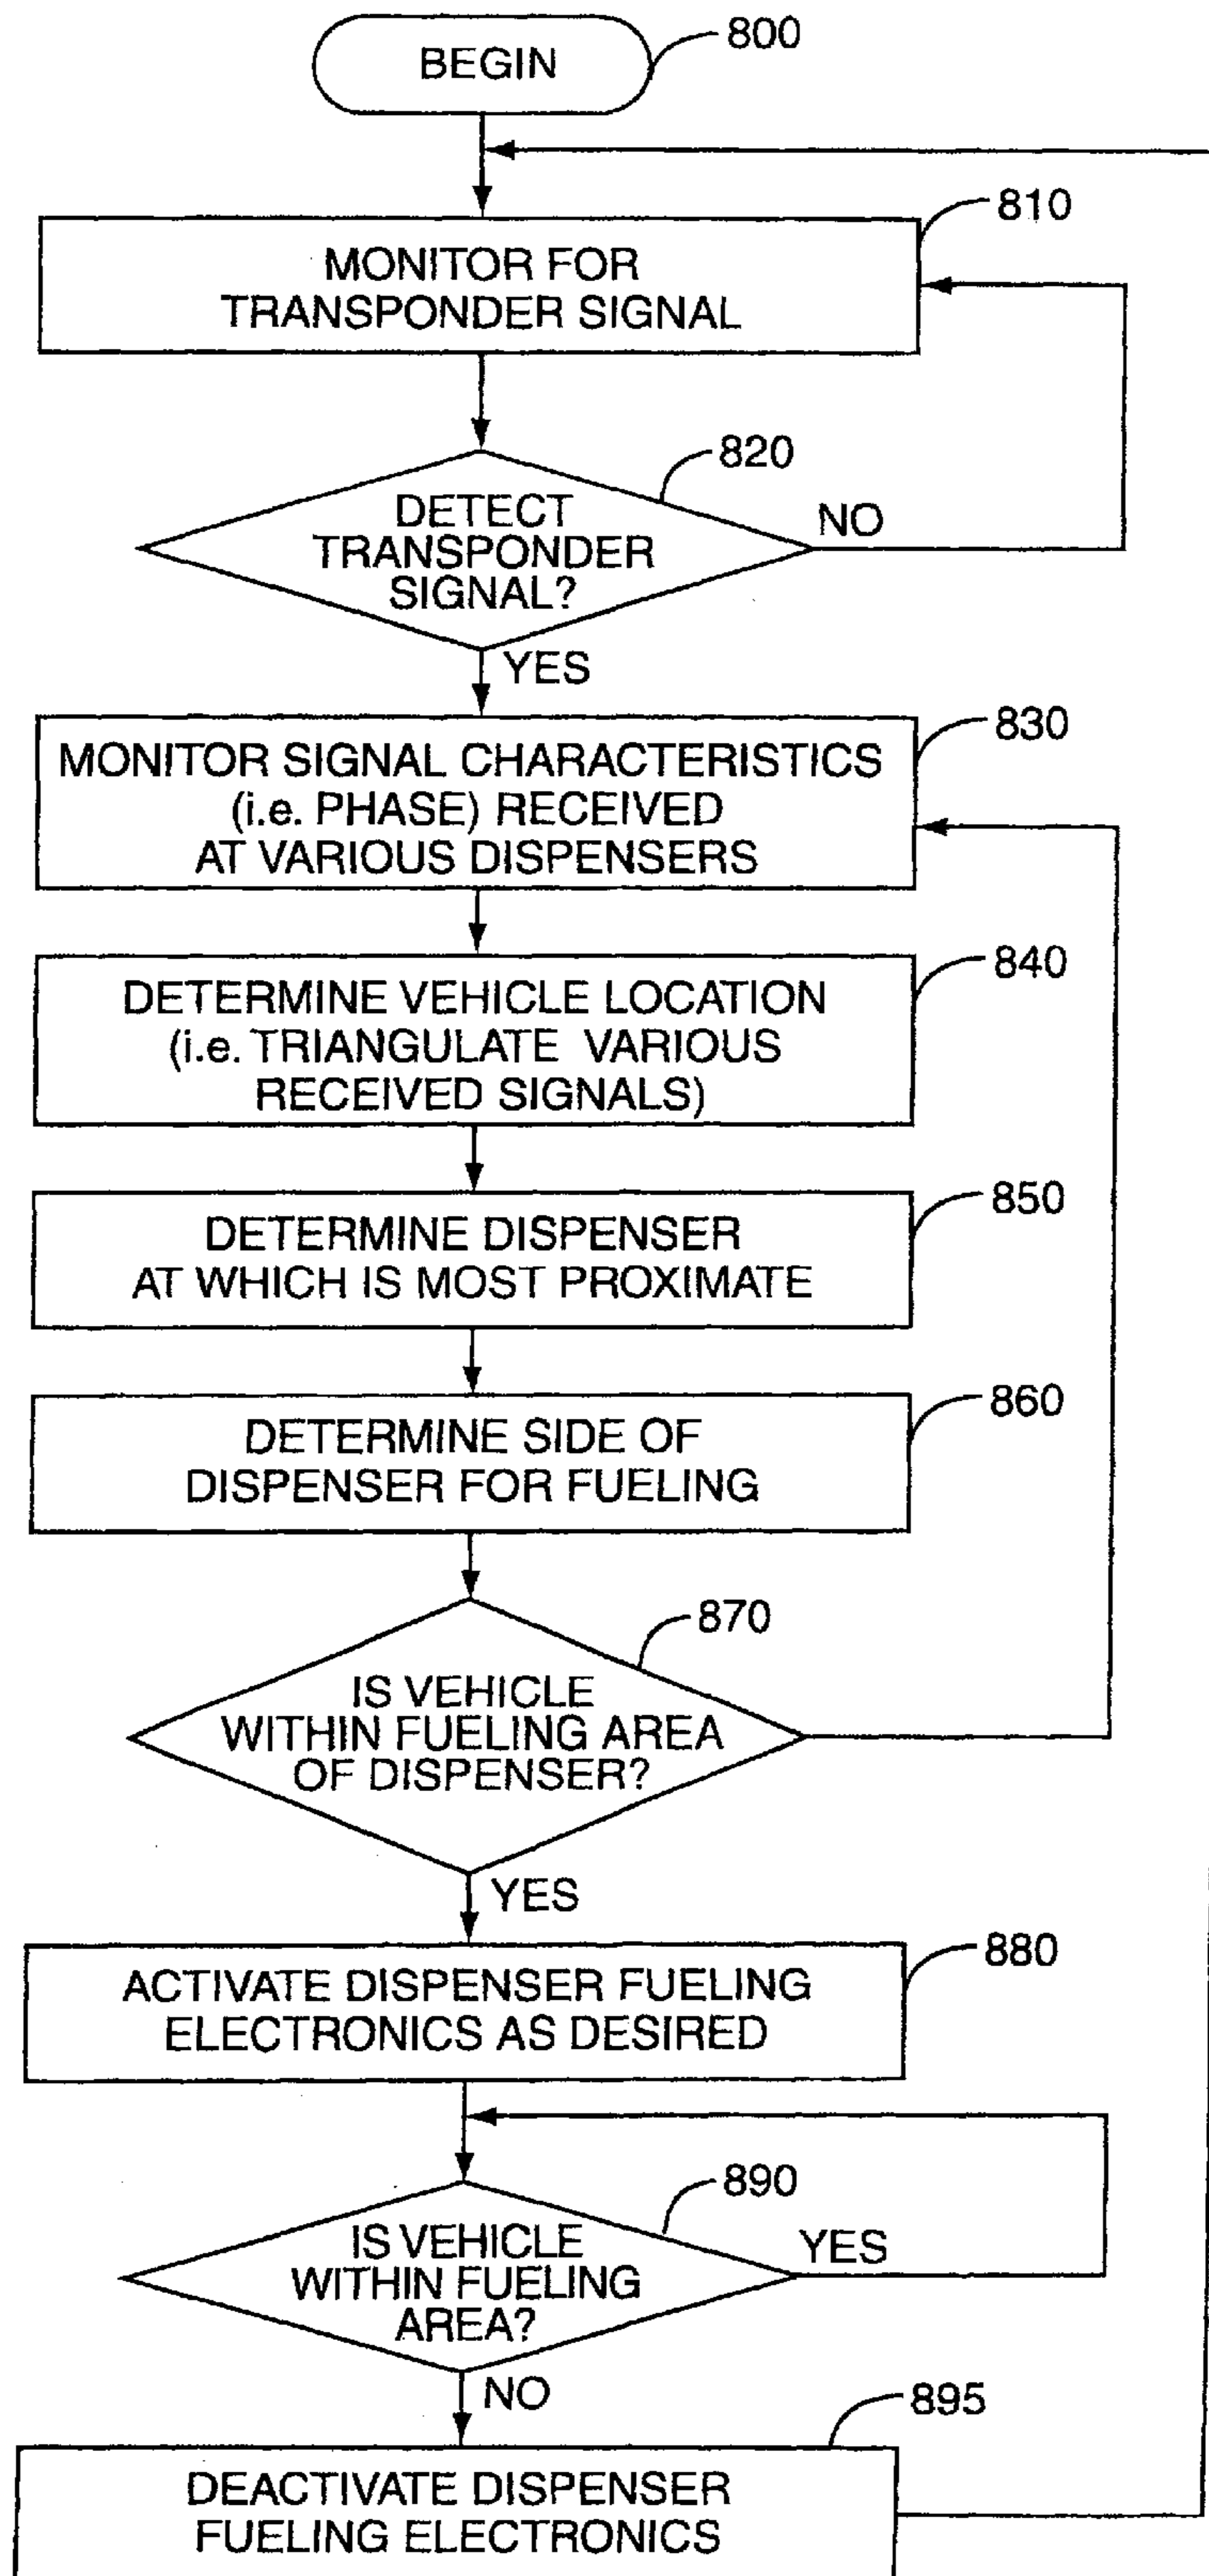 BEGIN
800
MONITOR FOR
TRANSPONDER SIGNAL
810
DETECT
TRANSPONDER
SIGNAL?
820
NO
YES
MONITOR SIGNAL CHARACTERISTICS
(i.e. PHASE) RECEIVED
AT VARIOUS DISPENSERS
830
DETERMINE VEHICLE LOCATION
(i.e. TRIANGULATE VARIOUS
RECEIVED SIGNALS)
840
DETERMINE DISPENSER
AT WHICH IS MOST PROXIMATE
850
DETERMINE SIDE OF
DISPENSER FOR FUELING
860
IS VEHICLE
WITHIN FUELING AREA
OF DISPENSER?
870
YES
ACTIVATE DISPENSER FUELING
ELECTRONICS AS DESIRED
880
IS VEHICLE
WITHIN FUELING
AREA?
890
YES
NO
DEACTIVATE DISPENSER
FUELING ELECTRONICS
895